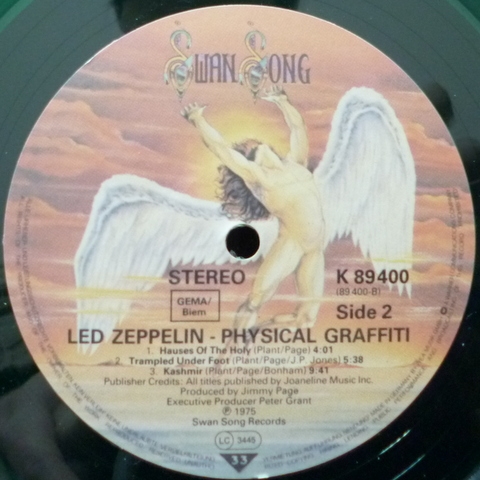 SWAN SONG
STEREO
K 89400
(89 400-B)
GEMA/
Biem
Side 2
LED ZEPPELIN - PHYSICAL GRAFFITI
1. Hauses Of The Holy (Plant/Page) 4:01
2. Trampled Under Foot (Plant/Page/J.P. Jones) 5:38
3. Kashmir (Plant/Page/Bonham) 9:41
Publisher Credits: All titles published by Joaneline Music Inc.
Produced by Jimmy Page
Executive Producer Peter Grant
℗ 1975
Swan Song Records
LC 3445
33